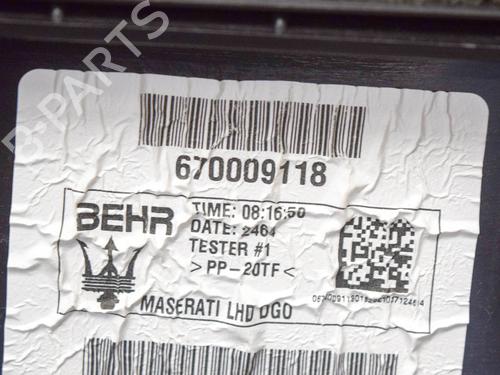 B-PARTS
670009118
BEHR
TIME: 08:16:50
DATE: 2464
TESTER #1
>PP-20TF<
MASERATI LHD DGO